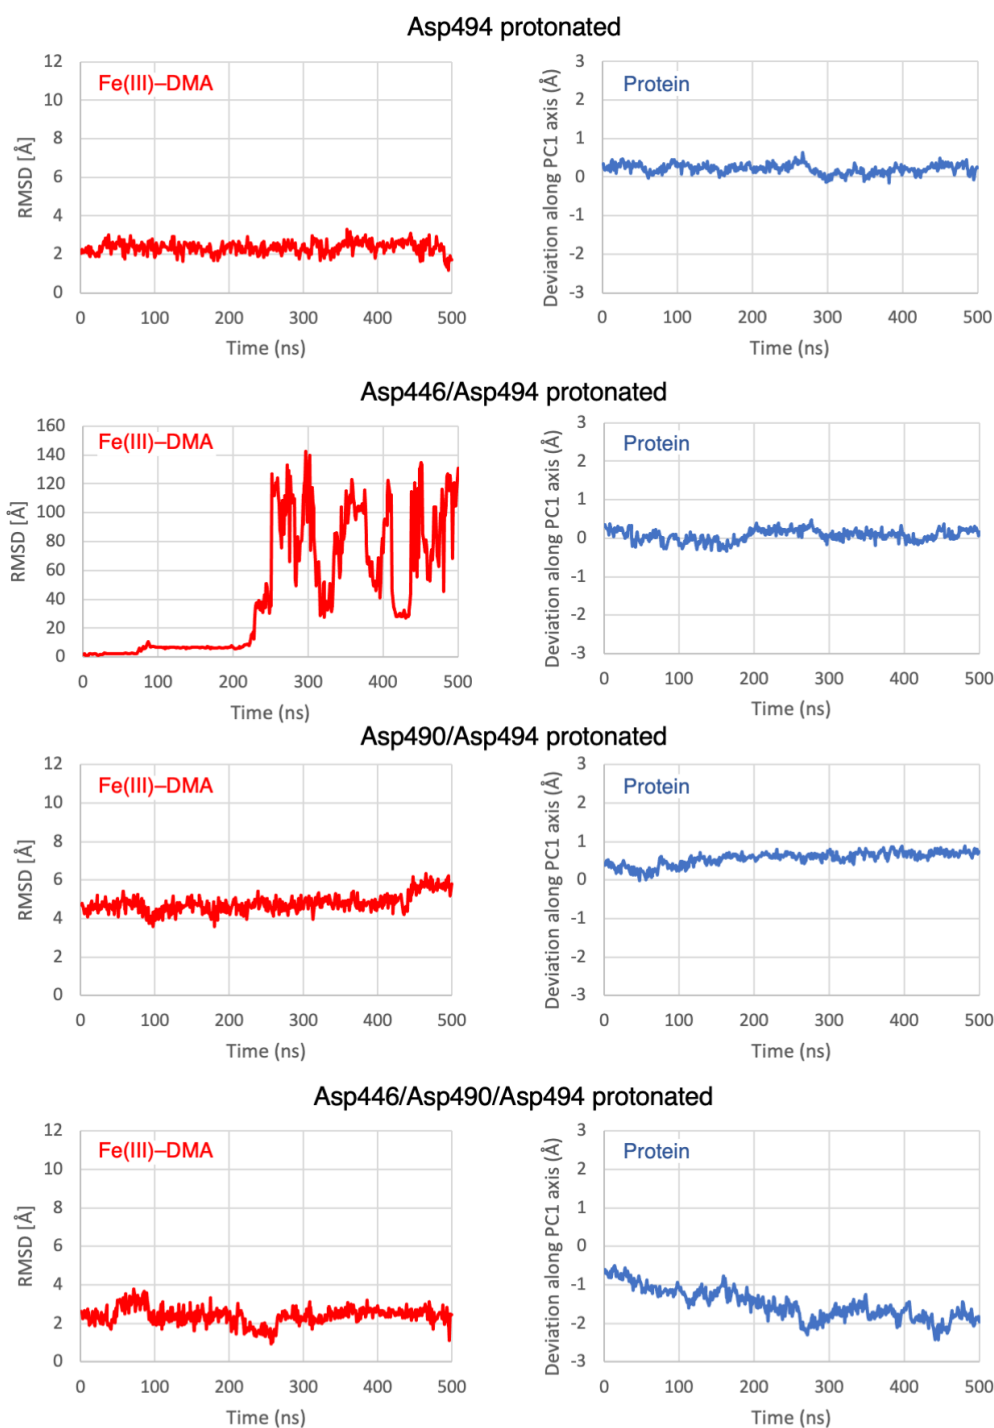 Asp494 protonated
Fe(III)–DMA
RMSD [Å]
12
10
8
6
4
2
0
0 100 200 300 400 500
Time (ns)
Protein
Deviation along PC1 axis (Å)
3
2
1
0
-1
-2
-3
0 100 200 300 400 500
Time (ns)
Asp446/Asp494 protonated
Fe(III)–DMA
RMSD [Å]
160
140
120
100
80
60
40
20
0
0 100 200 300 400 500
Time (ns)
Protein
Deviation along PC1 axis (Å)
3
2
1
0
-1
-2
-3
0 100 200 300 400 500
Time (ns)
Asp490/Asp494 protonated
Fe(III)–DMA
RMSD [Å]
12
10
8
6
4
2
0
0 100 200 300 400 500
Time (ns)
Protein
Deviation along PC1 axis (Å)
3
2
1
0
-1
-2
-3
0 100 200 300 400 500
Time (ns)
Asp446/Asp490/Asp494 protonated
Fe(III)–DMA
RMSD [Å]
12
10
8
6
4
2
0
0 100 200 300 400 500
Time (ns)
Protein
Deviation along PC1 axis (Å)
3
2
1
0
-1
-2
-3
0 100 200 300 400 500
Time (ns)